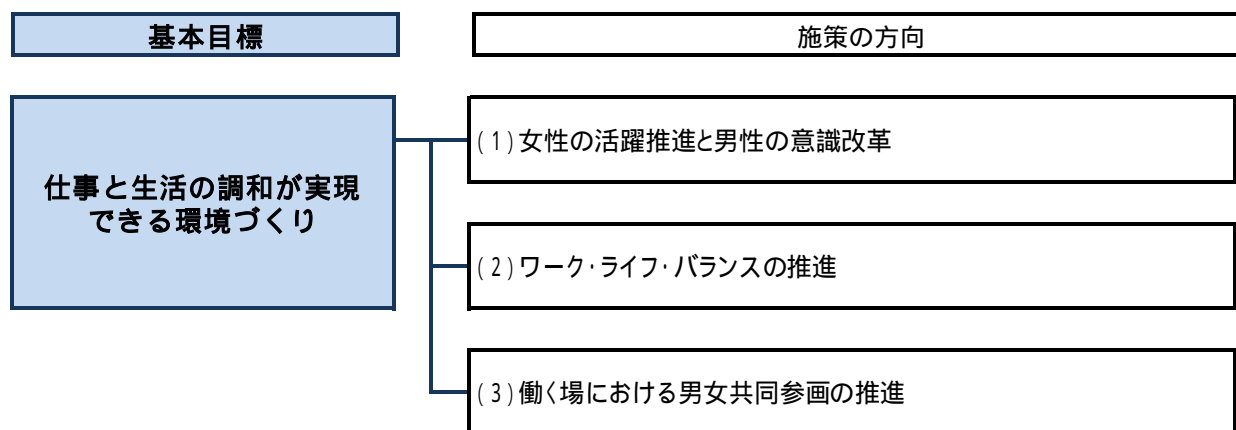 基本目標
施策の方向
仕事と生活の調和が実現
できる環境づくり
(1)女性の活躍推進と男性の意識改革
(2)ワーク・ライフ・バランスの推進
(3)働く場における男女共同参画の推進